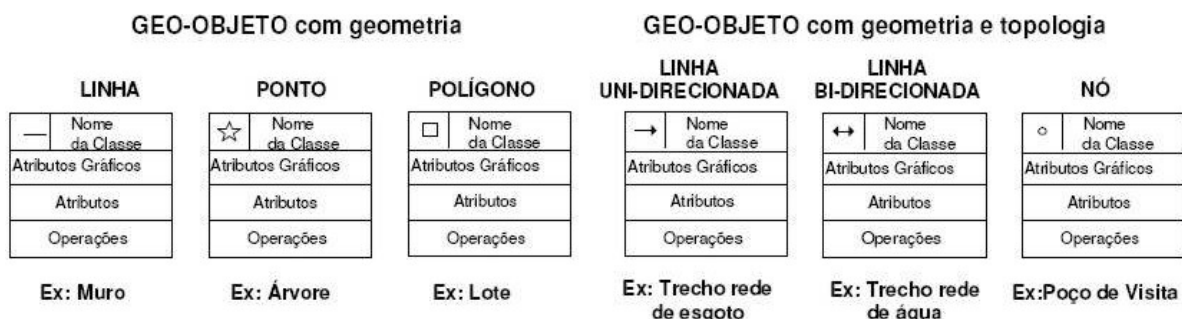 GEO-OBJETO com geometria
GEO-OBJETO com geometria e topologia
LINHA
PONTO
POLÍGONO
LINHA
UNI-DIRECIONADA
LINHA
BI-DIRECIONADA
NÓ
Nome
da Classe
Atributos Gráficos
Atributos
Operações
Nome
da Classe
Atributos Gráficos
Atributos
Operações
Nome
da Classe
Atributos Gráficos
Atributos
Operações
Nome
da Classe
Atributos Gráficos
Atributos
Operações
Nome
da Classe
Atributos Gráficos
Atributos
Operações
Nome
da Classe
Atributos Gráficos
Atributos
Operações
Ex: Muro
Ex: Árvore
Ex: Lote
Ex: Trecho rede
de esgoto
Ex: Trecho rede
de água
Ex:Poço de Visita